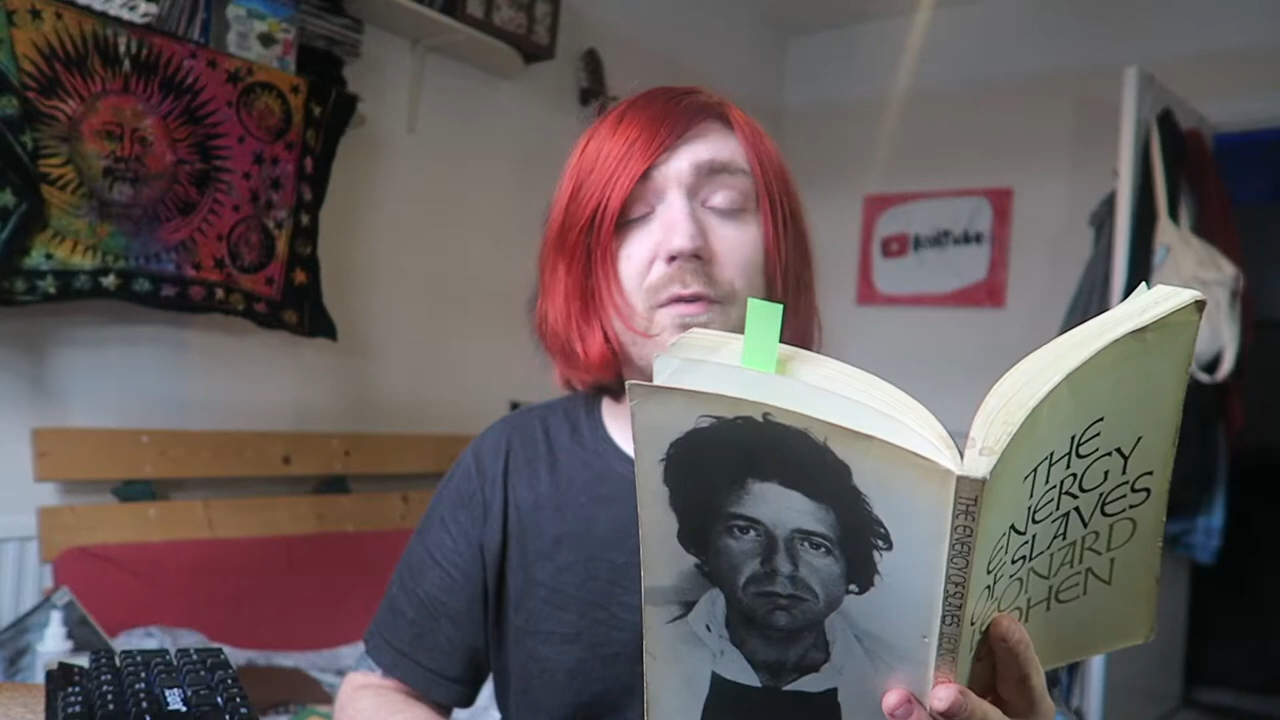 YouTube
THE
ENERGY
OF SLAVES
LEONARD
COHEN
THE ENERGY OF SLAVES